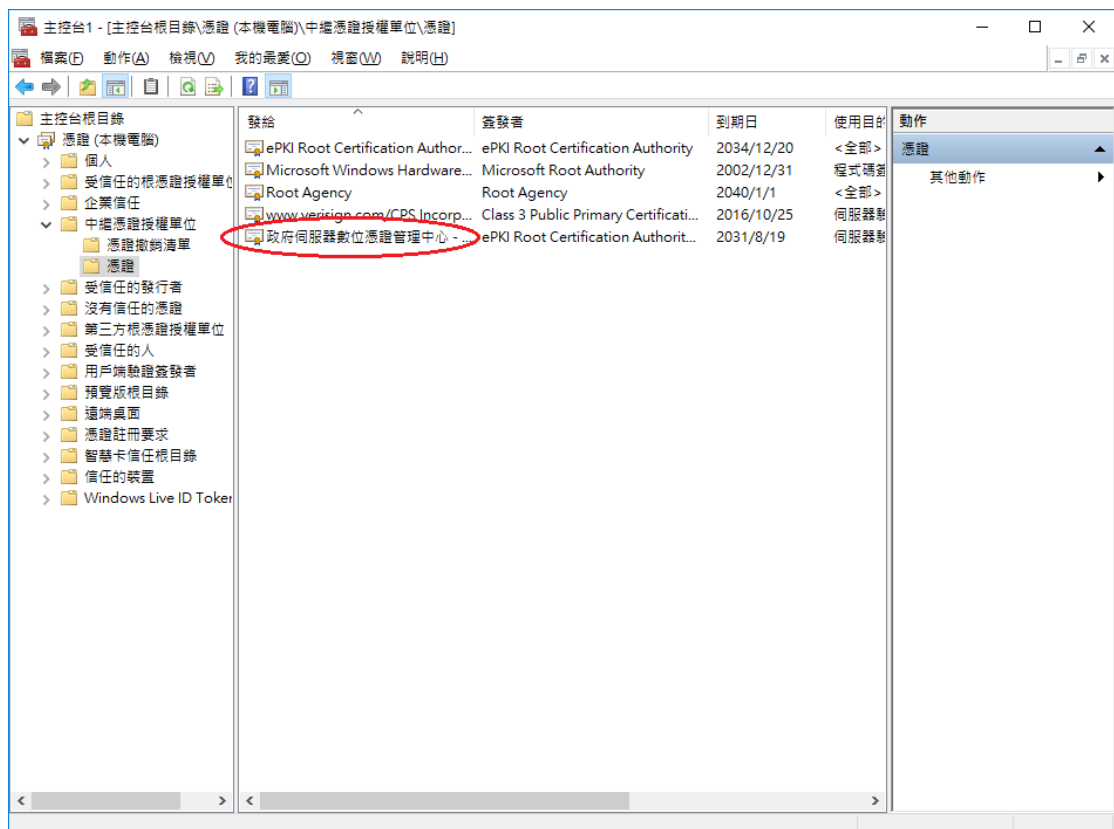 主控台1 - [主控台根目錄\憑證 (本機電腦)\中繼憑證授權單位\憑證]
檔案(F) 動作(A) 檢視(V) 我的最愛(O) 視窗(W) 說明(H)
主控台根目錄
憑證 (本機電腦)
個人
受信任的根憑證授權單位
企業信任
中繼憑證授權單位
憑證撤銷清單
憑證
受信任的發行者
沒有信任的憑證
第三方根憑證授權單位
受信任的人
用戶端驗證簽發者
預覽版根目錄
遠端桌面
憑證註冊要求
智慧卡信任根目錄
信任的裝置
Windows Live ID Token
發給 簽發者 到期日 使用目的
ePKI Root Certification Author... ePKI Root Certification Authority 2034/12/20 <全部>
Microsoft Windows Hardware... Microsoft Root Authority 2002/12/31 程式碼簽
Root Agency Root Agency 2040/1/1 <全部>
www.verisign.com/CPS Incorp... Class 3 Public Primary Certificati... 2016/10/25 伺服器驗
政府伺服器數位憑證管理中心 - ... ePKI Root Certification Authorit... 2031/8/19 伺服器驗
動作
憑證
其他動作